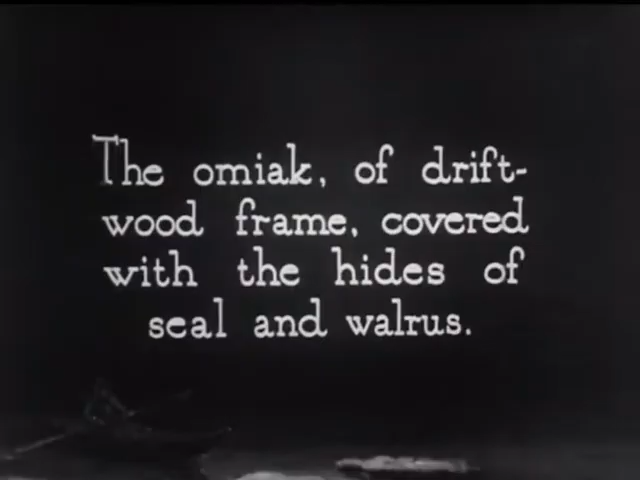 The omiak, of drift-
wood frame, covered
with the hides of
seal and walrus.